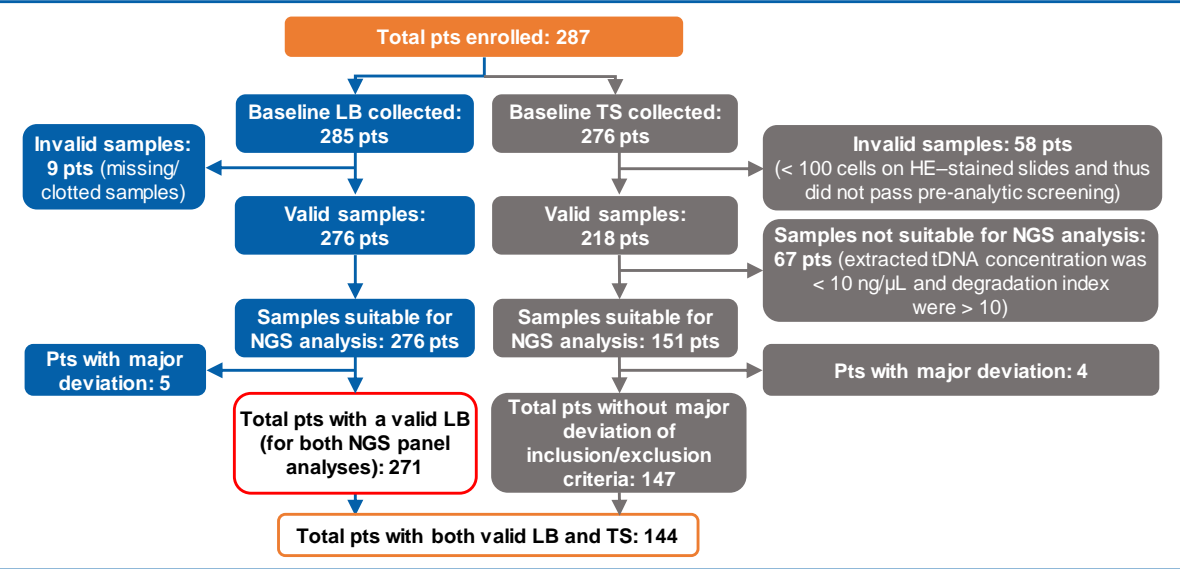 Total pts enrolled: 287
Baseline LB collected:
285 pts
Baseline TS collected:
276 pts
Invalid samples:
9 pts (missing/
clotted samples)
Invalid samples: 58 pts
(< 100 cells on HE–stained slides and thus
did not pass pre-analytic screening)
Valid samples:
276 pts
Valid samples:
218 pts
Samples not suitable for NGS analysis:
67 pts (extracted tDNA concentration was
< 10 ng/µL and degradation index
were > 10)
Samples suitable for
NGS analysis: 276 pts
Samples suitable for
NGS analysis: 151 pts
Pts with major
deviation: 5
Pts with major deviation: 4
Total pts with a valid LB
(for both NGS panel
analyses): 271
Total pts without major
deviation of
inclusion/exclusion
criteria: 147
Total pts with both valid LB and TS: 144